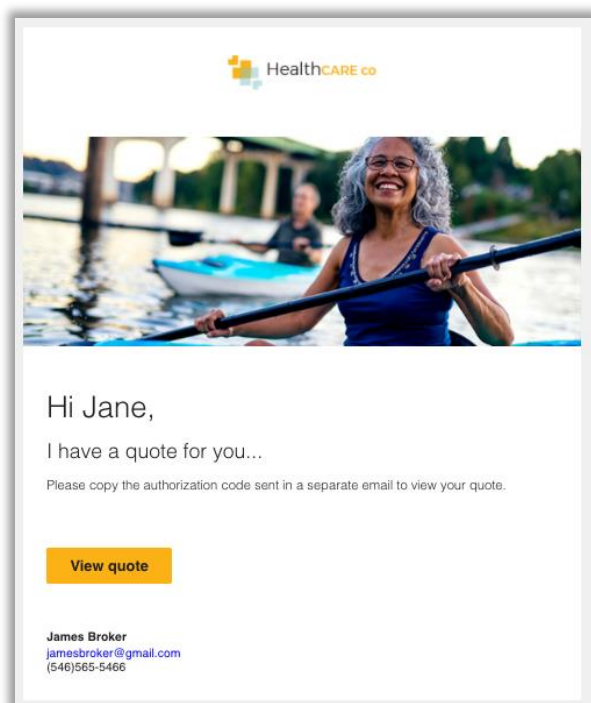 HealthCARE co
Hi Jane,
I have a quote for you...
Please copy the authorization code sent in a separate email to view your quote.
View quote
James Broker
jamesbroker@gmail.com
(546)565-5466